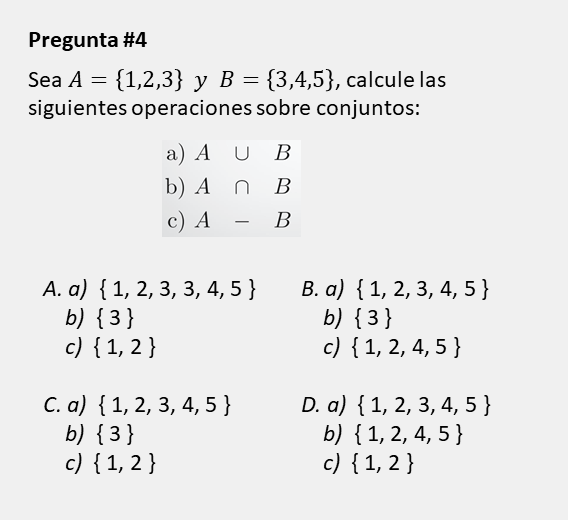 Pregunta #4
Sea A = {1,2,3} y B = {3,4,5}, calcule las
siguientes operaciones sobre conjuntos:
a) A ∪ B
b) A ∩ B
c) A − B
A. a) { 1, 2, 3, 3, 4, 5 }
b) { 3 }
c) { 1, 2 }
B. a) { 1, 2, 3, 4, 5 }
b) { 3 }
c) { 1, 2, 4, 5 }
C. a) { 1, 2, 3, 4, 5 }
b) { 3 }
c) { 1, 2 }
D. a) { 1, 2, 3, 4, 5 }
b) { 1, 2, 4, 5 }
c) { 1, 2 }